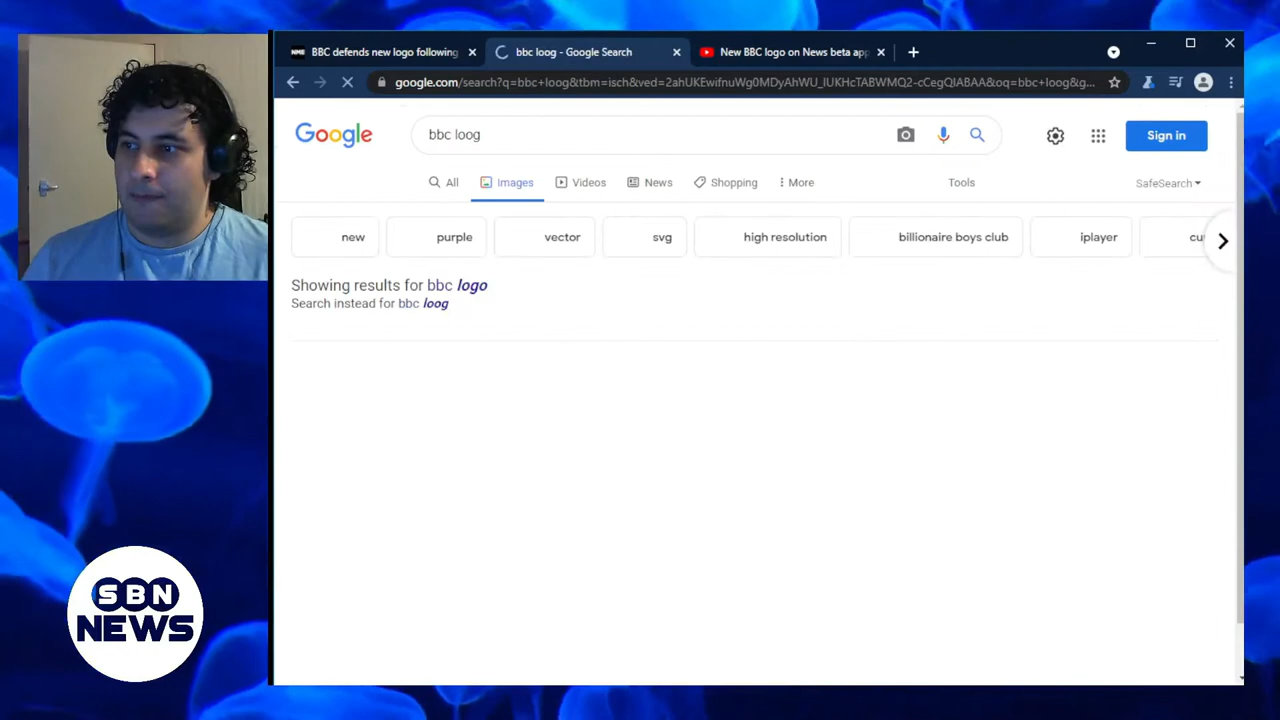 BBC defends new logo following
bbc loog - Google Search
New BBC logo on News beta app
google.com/search?q=bbc+loog&tbm=isch&ved=2ahUKEwifnuWg0MDyAhWU_IUKHcTABWMQ2-cCegQIABAA&oq=bbc+loog&g...
Google
bbc loog
Sign in
All
Images
Videos
News
Shopping
More
Tools
SafeSearch
new
purple
vector
svg
high resolution
billionaire boys club
iplayer
cu
Showing results for bbc logo
Search instead for bbc loog
SBN
NEWS